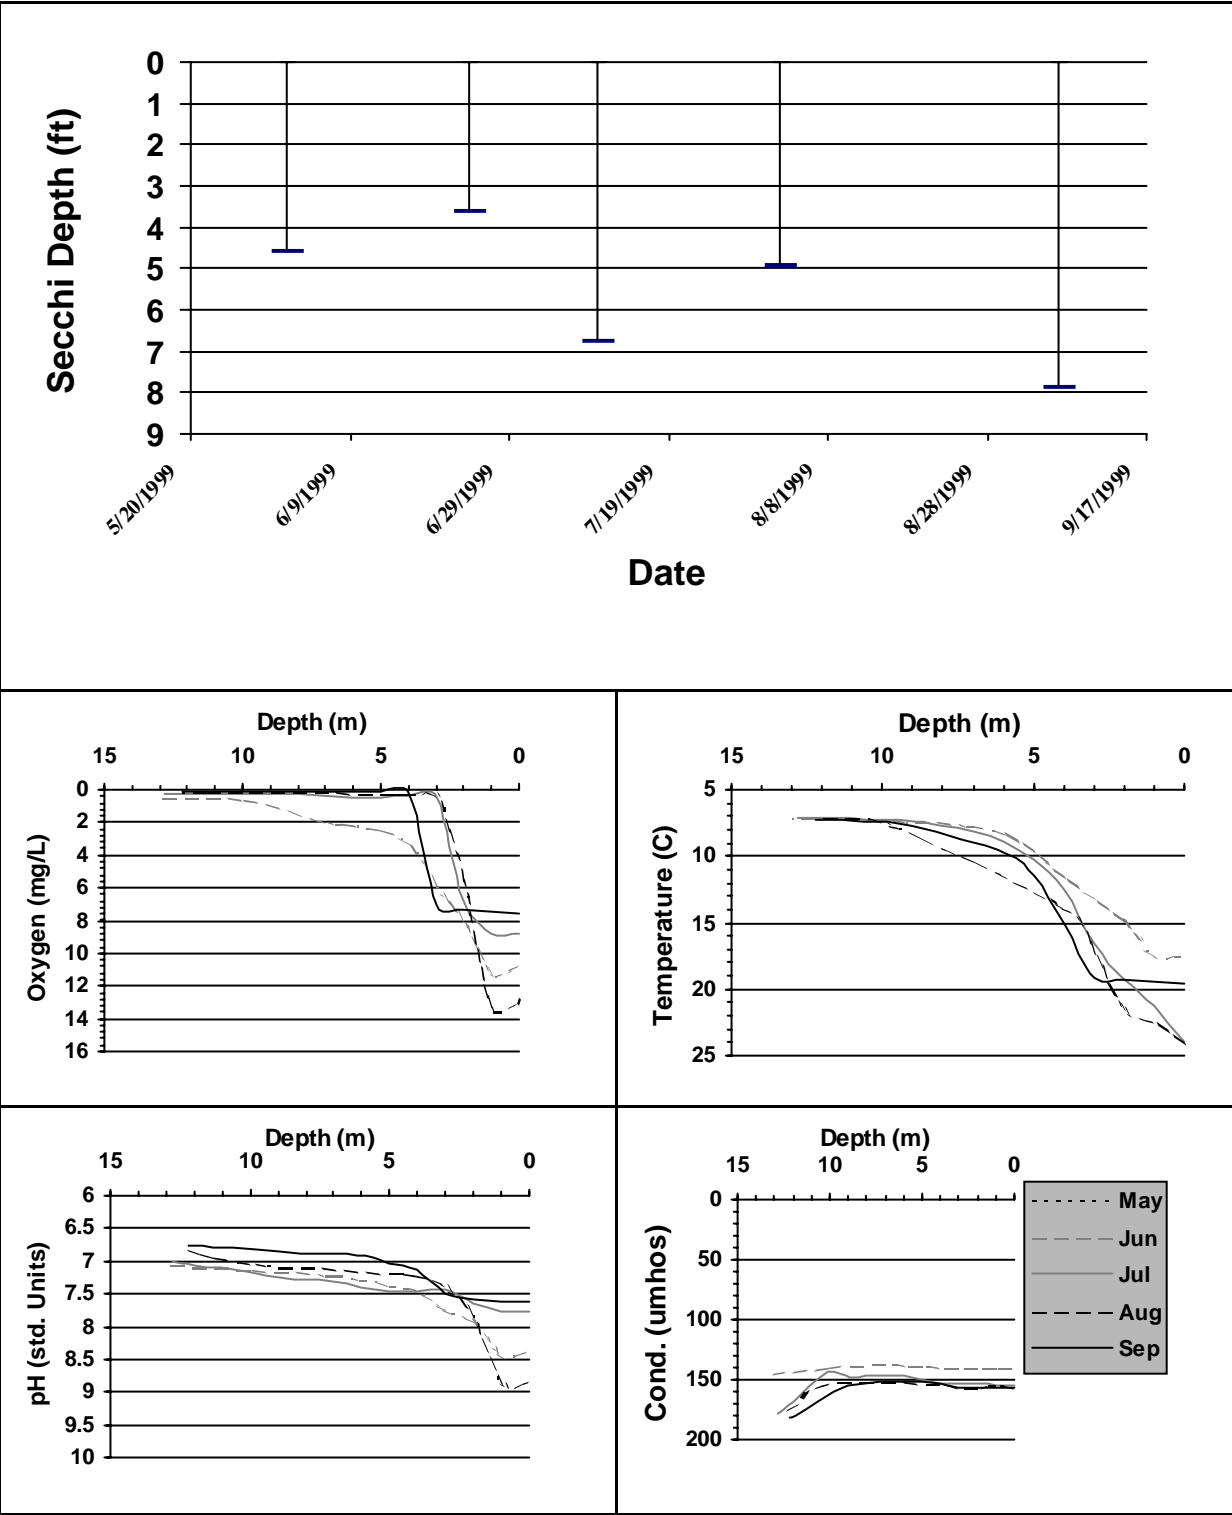 Secchi Depth (ft)
0
1
2
3
4
5
6
7
8
9
5/20/1999 6/9/1999 6/29/1999 7/19/1999 8/8/1999 8/28/1999 9/17/1999
Date
Depth (m)
15 10 5 0
Oxygen (mg/L)
0
2
4
6
8
10
12
14
16
Depth (m)
15 10 5 0
Temperature (C)
5
10
15
20
25
Depth (m)
15 10 5 0
pH (std. Units)
6
6.5
7
7.5
8
8.5
9
9.5
10
Depth (m)
15 10 5 0
Cond. (umhos)
0
50
100
150
200
May
Jun
Jul
Aug
Sep